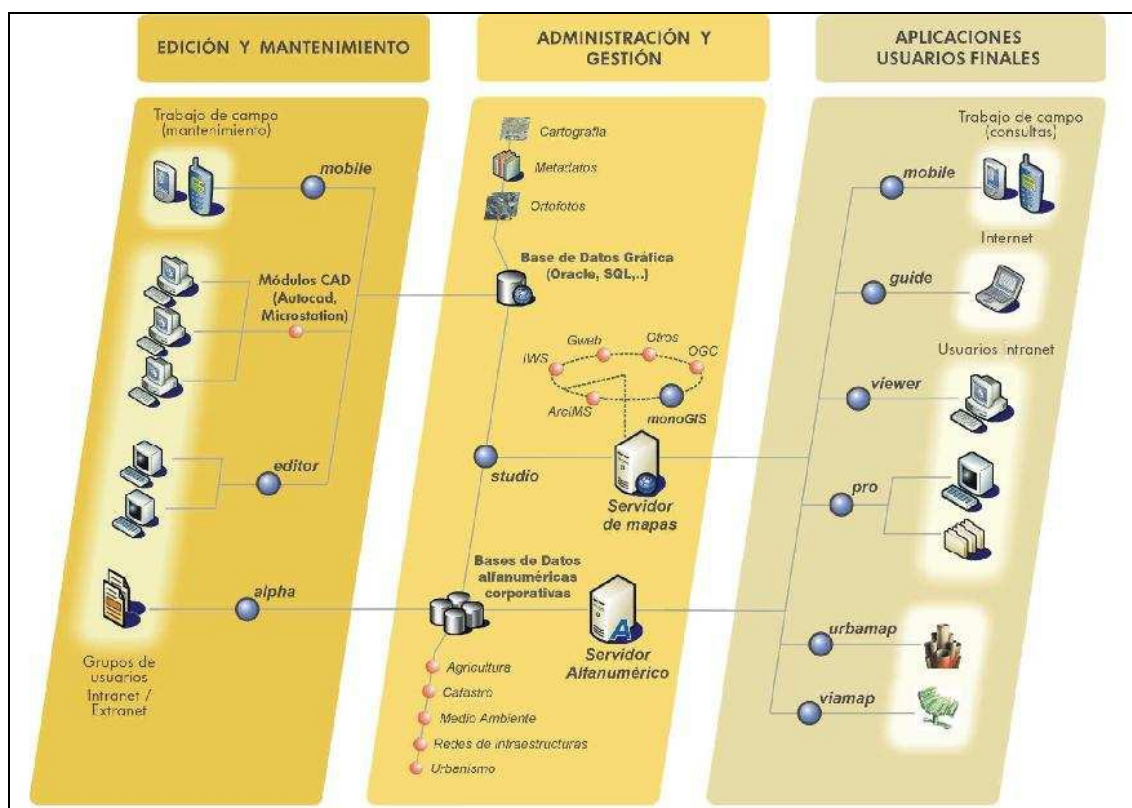 EDICIÓN Y MANTENIMIENTO
Trabajo de campo
(mantenimiento)
mobile
Módulos CAD
(Autocad,
Microstation)
editor
alpha
Grupos de
usuarios
Intranet /
Extranet
ADMINISTRACIÓN Y
GESTIÓN
Cartografia
Metadatos
Ortofotos
Base de Datos Gráfica
(Oracle, SQL,..)
Gweb
Otros
IWS
OGC
ArcIMS
monoGIS
studio
Servidor
de mapas
Bases de Datos
alfanuméricas
corporativas
A
Servidor
Alfanumérico
Agricultura
Catastro
Medio Ambiente
Redes de infraestructuras
Urbanismo
APLICACIONES
USUARIOS FINALES
Trabajo de campo
(consultas)
mobile
Internet
guide
Usuarios intranet
viewer
pro
urbamap
viamap